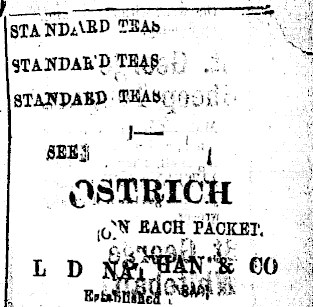 STANDARD TEAS
STANDARD TEAS
STANDARD TEAS
SEE
OSTRICH
ON EACH PACKET.
L D NATHAN & CO
Established